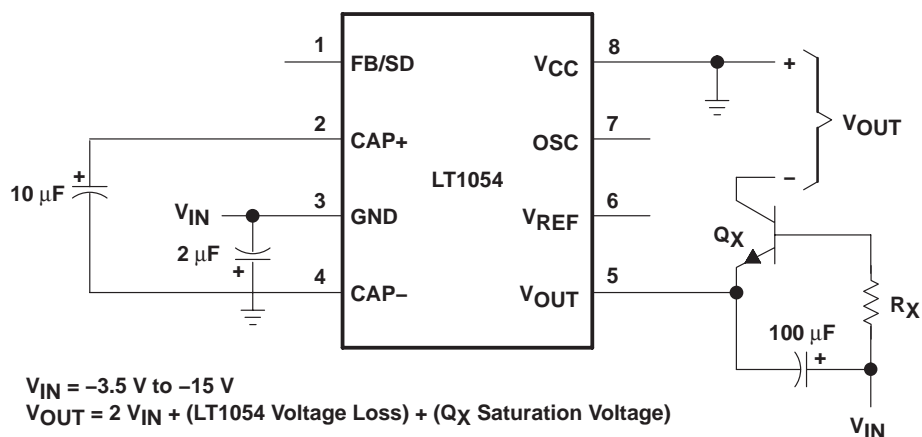 1 FB/SD
VCC 8
+
2 CAP+
OSC 7
VOUT
10 μF +
LT1054
−
VIN 3 GND
VREF 6
QX
2 μF +
4 CAP−
VOUT 5
RX
100 μF +
VIN = −3.5 V to −15 V
VOUT = 2 VIN + (LT1054 Voltage Loss) + (QX Saturation Voltage)
VIN